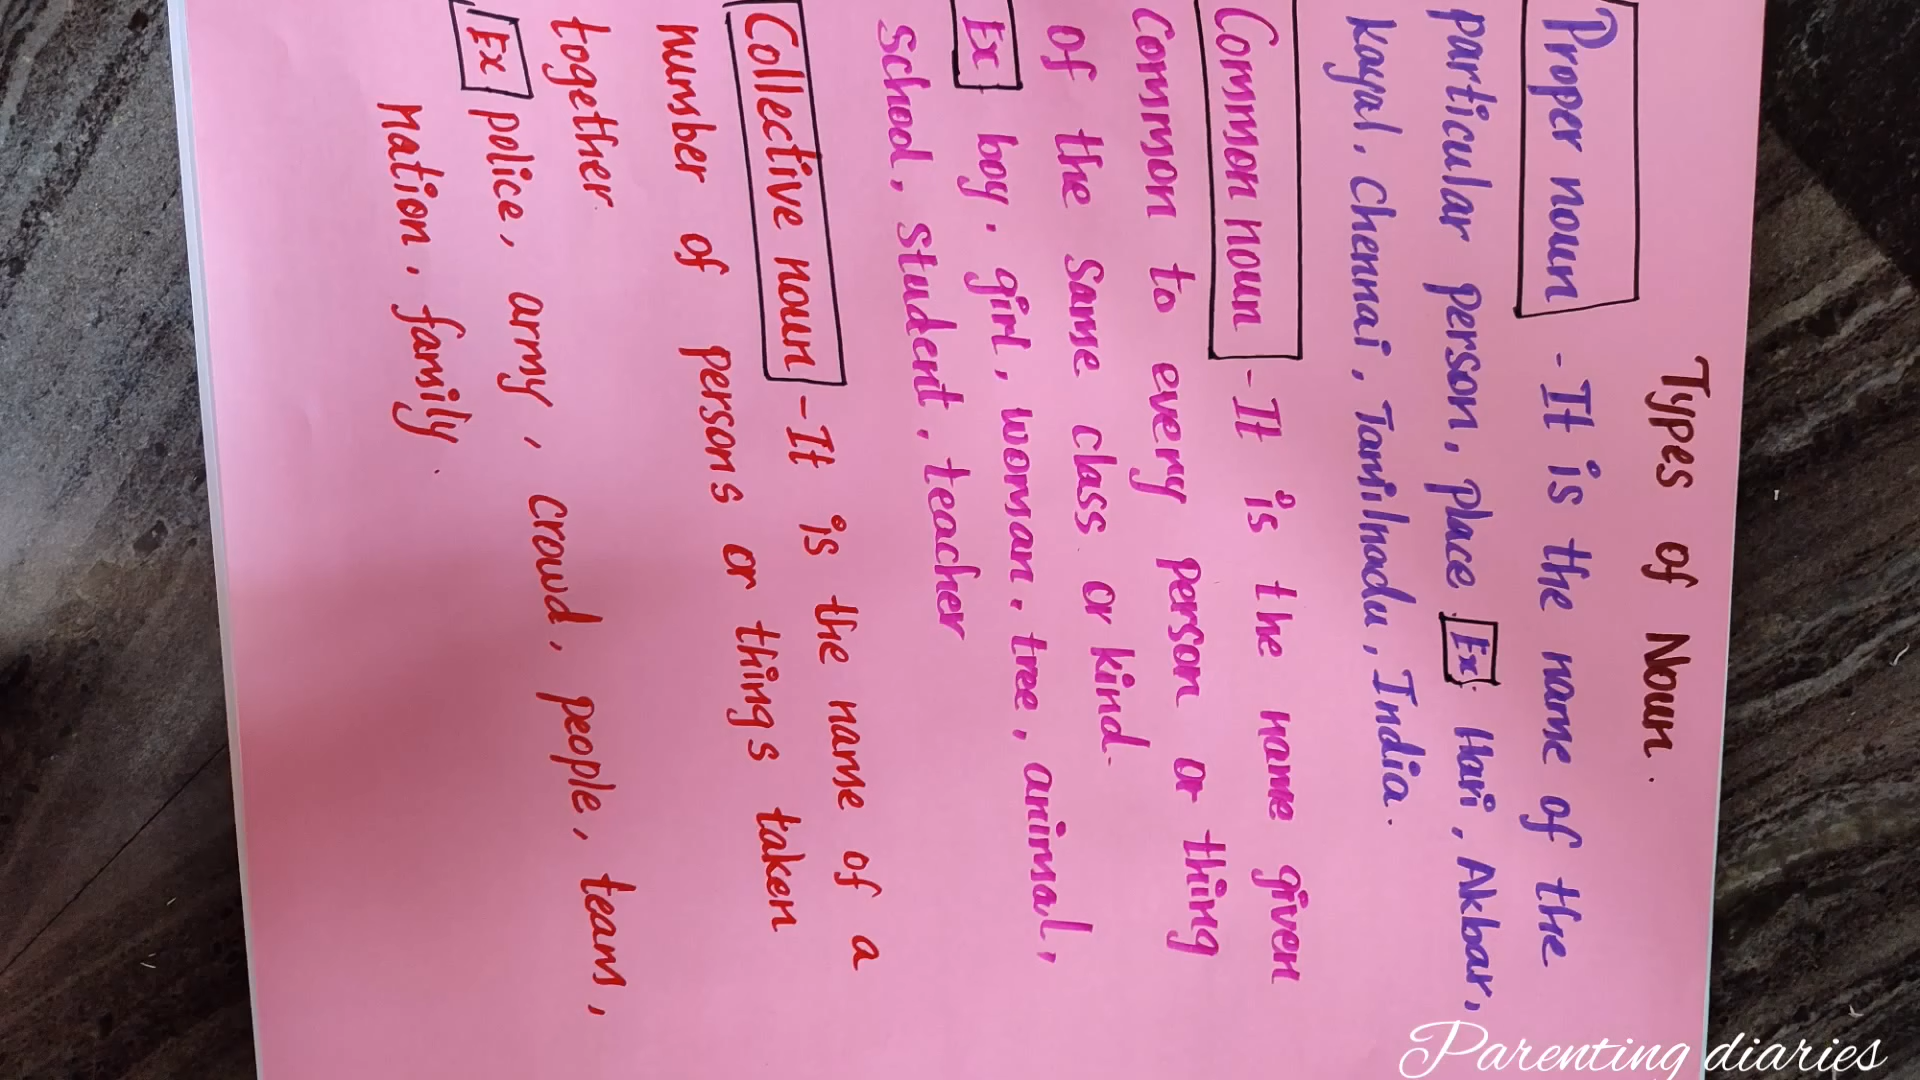 Types of Noun.
Proper noun - It is the name of the
particular person, place Ex: Hari, Akbar,
Kayal, Chennai, Tamilnadu, India.
Common noun - It is the name given
common to every person or thing
of the same class or kind.
Ex boy, girl, woman, tree, animal,
school, student, teacher
Collective noun - It is the name of a
number of persons or things taken
together
Ex police, army, crowd, people, team,
Nation, family.
Parenting diaries